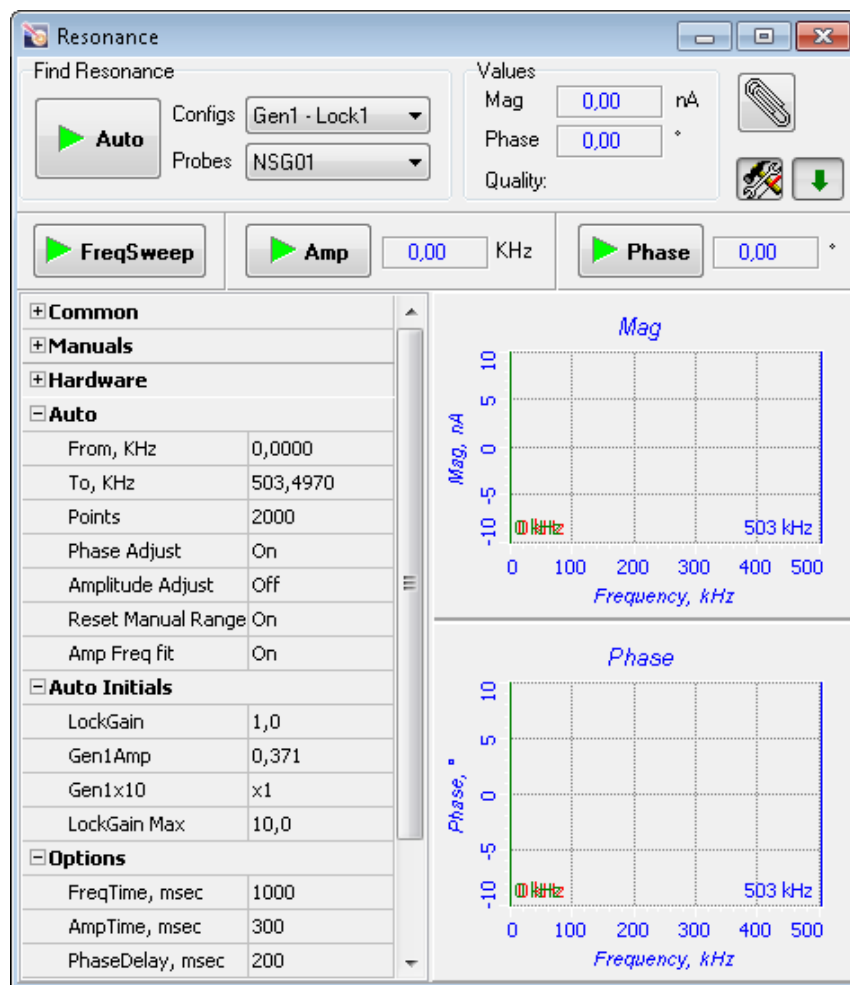 Resonance
Find Resonance
Auto
Configs Gen1 - Lock1
Probes NSG01
Values
Mag 0,00 nA
Phase 0,00 °
Quality:
FreqSweep
Amp 0,00 KHz
Phase 0,00 °
Common
Manuals
Hardware
Auto
From, KHz 0,0000
To, KHz 503,4970
Points 2000
Phase Adjust On
Amplitude Adjust Off
Reset Manual Range On
Amp Freq fit On
Auto Initials
LockGain 1,0
Gen1Amp 0,371
Gen1x10 x1
LockGain Max 10,0
Options
FreqTime, msec 1000
AmpTime, msec 300
PhaseDelay, msec 200
Mag
Mag, nA
10
5
0
-5
-10
0 kHz 503 kHz
0 100 200 300 400 500
Frequency, kHz
Phase
Phase, °
10
5
0
-5
-10
0 kHz 503 kHz
0 100 200 300 400 500
Frequency, kHz